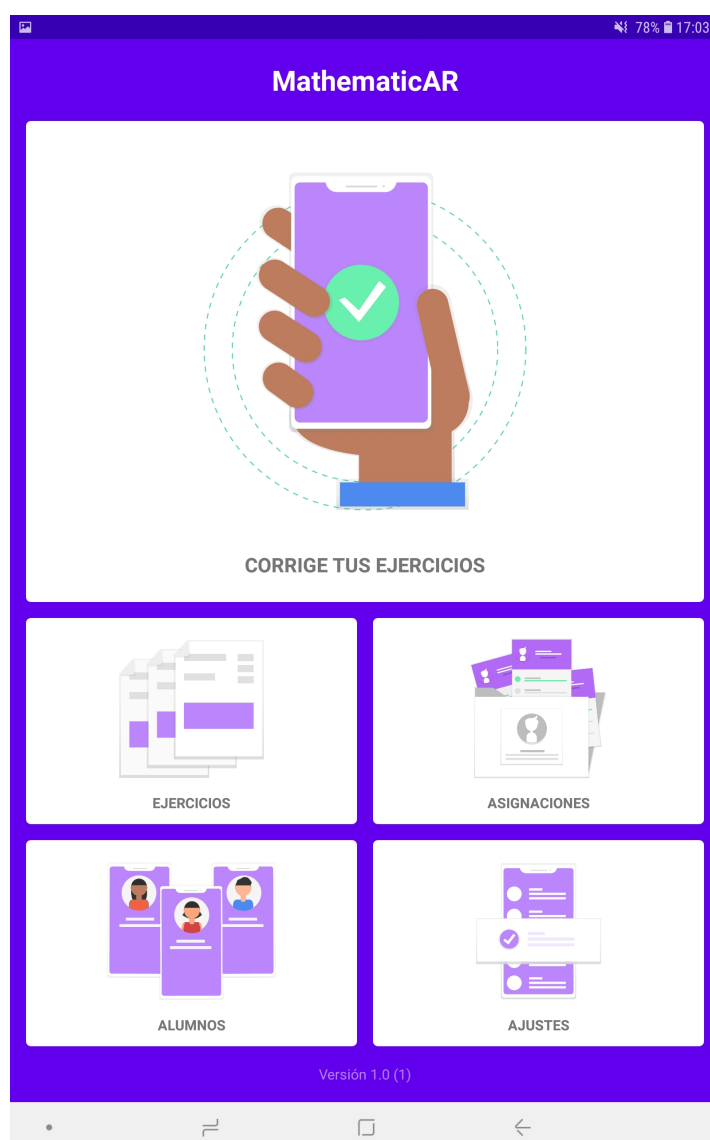 78% 17:03
MathematicAR
CORRIGE TUS EJERCICIOS
EJERCICIOS
ASIGNACIONES
ALUMNOS
AJUSTES
Versión 1.0 (1)